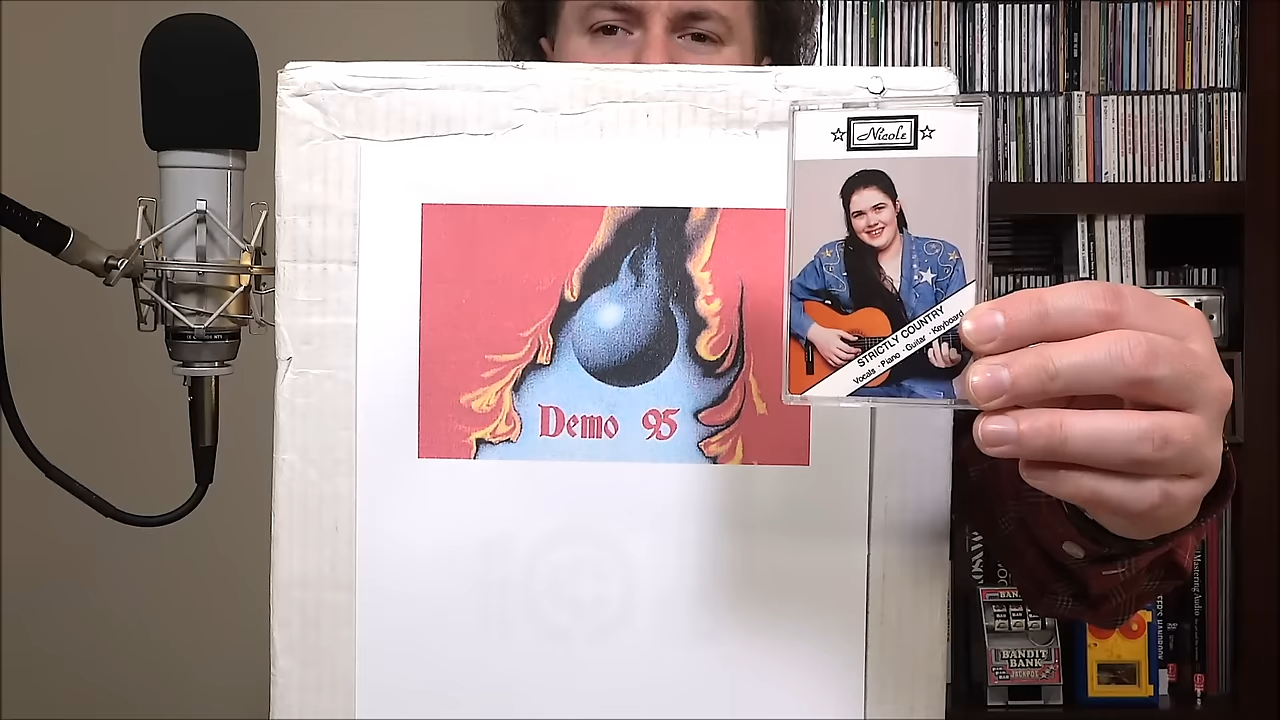 Nicole
STRICTLY COUNTRY
Vocals · Piano · Guitar · Keyboard
Demo 95
Mastering Audio
BANDIT
BANK
JACKPOT